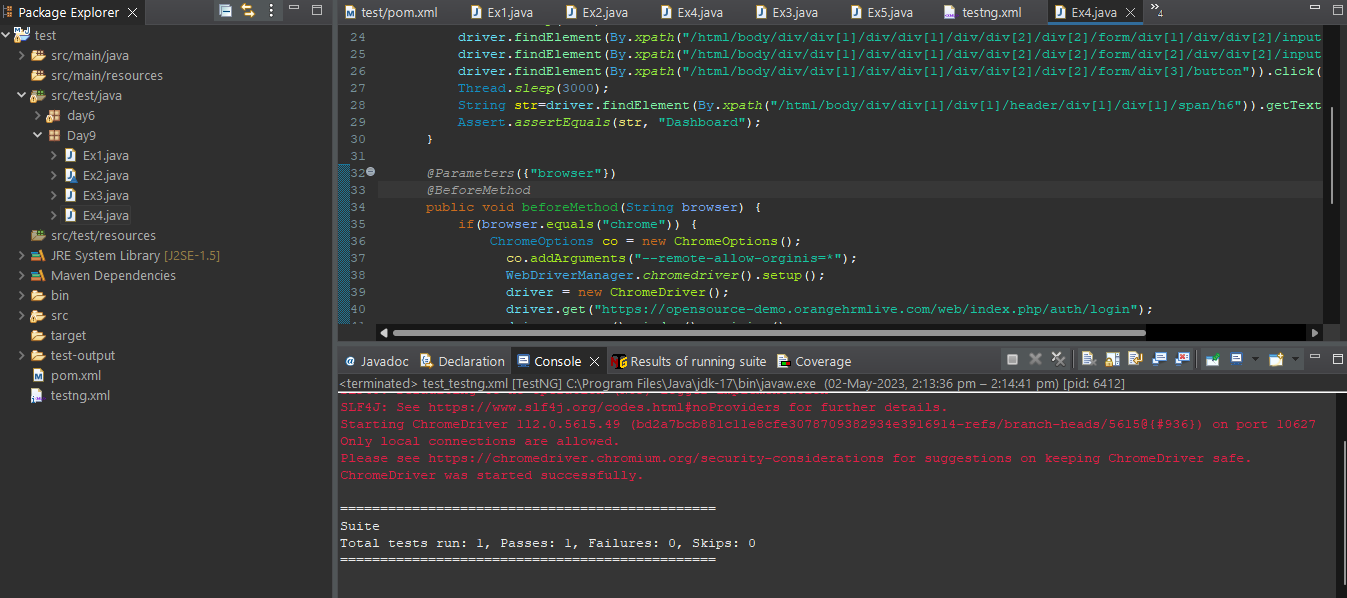 Package Explorer
test
src/main/java
src/main/resources
src/test/java
day6
Day9
Ex1.java
Ex2.java
Ex3.java
Ex4.java
src/test/resources
JRE System Library [J2SE-1.5]
Maven Dependencies
bin
src
target
test-output
pom.xml
testng.xml
test/pom.xml Ex1.java Ex2.java Ex4.java Ex3.java Ex5.java testng.xml Ex4.java »4
24 driver.findElement(By.xpath("/html/body/div/div[1]/div/div[1]/div/div[2]/div[2]/form/div[1]/div/div[2]/input
25 driver.findElement(By.xpath("/html/body/div/div[1]/div/div[1]/div/div[2]/div[2]/form/div[2]/div/div[2]/input
26 driver.findElement(By.xpath("/html/body/div/div[1]/div/div[1]/div/div[2]/div[2]/form/div[3]/button")).click(
27 Thread.sleep(3000);
28 String str=driver.findElement(By.xpath("/html/body/div/div[1]/div[1]/header/div[1]/div[1]/span/h6")).getText
29 Assert.assertEquals(str, "Dashboard");
30 }
31
32 @Parameters({"browser"})
33 @BeforeMethod
34 public void beforeMethod(String browser) {
35 if(browser.equals("chrome")) {
36 ChromeOptions co = new ChromeOptions();
37 co.addArguments("--remote-allow-orginis=*");
38 WebDriverManager.chromedriver().setup();
39 driver = new ChromeDriver();
40 driver.get("https://opensource-demo.orangehrmlive.com/web/index.php/auth/login");
@ Javadoc Declaration Console Results of running suite Coverage
<terminated> test_testng.xml [TestNG] C:\Program Files\Java\jdk-17\bin\javaw.exe (02-May-2023, 2:13:36 pm – 2:14:41 pm) [pid: 6412]
SLF4J: See https://www.slf4j.org/codes.html#noProviders for further details.
Starting ChromeDriver 112.0.5615.49 (bd2a7bcb881c11e8cfe3078709382934e3916914-refs/branch-heads/5615@{#936}) on port 10627
Only local connections are allowed.
Please see https://chromedriver.chromium.org/security-considerations for suggestions on keeping ChromeDriver safe.
ChromeDriver was started successfully.
===============================================
Suite
Total tests run: 1, Passes: 1, Failures: 0, Skips: 0
===============================================